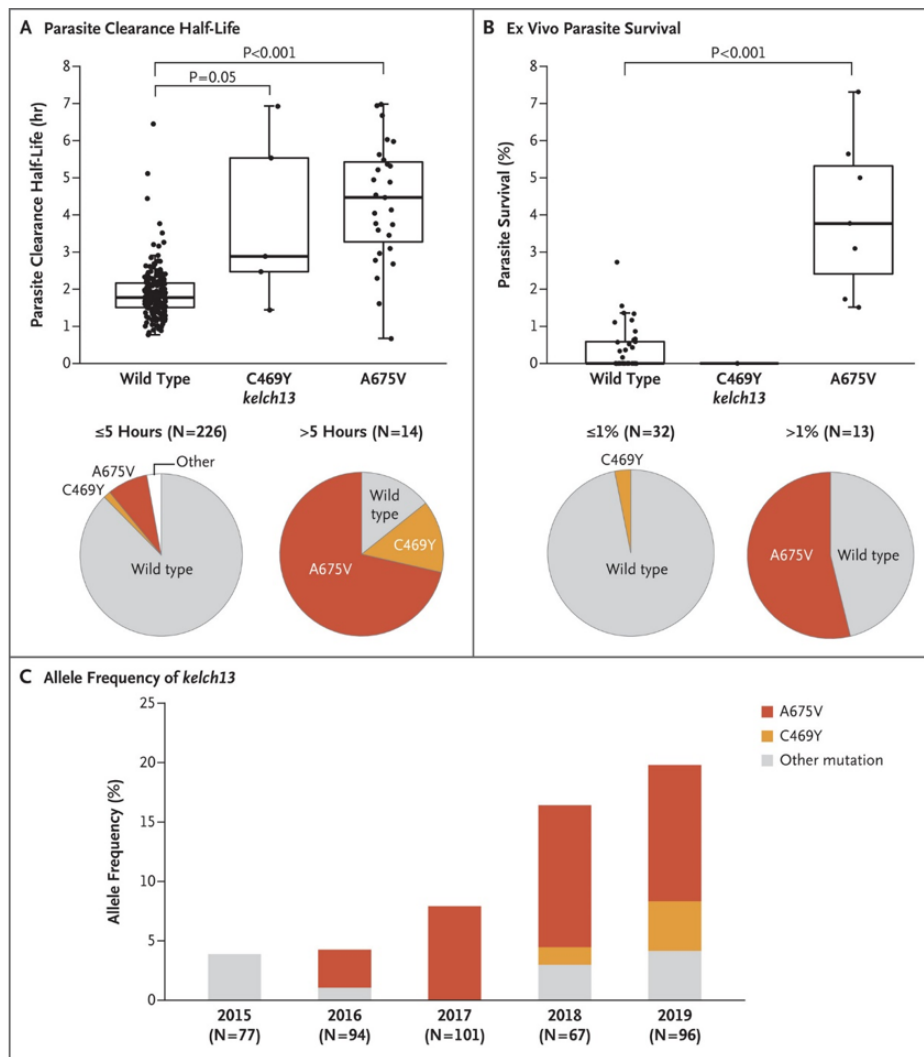 A Parasite Clearance Half-Life
P<0.001
P=0.05
8
7
6
5
4
3
2
1
0
Parasite Clearance Half-Life (hr)
Wild Type
C469Y
kelch13
A675V
≤5 Hours (N=226)
>5 Hours (N=14)
Other
A675V
C469Y
Wild type
Wild
type
C469Y
A675V
B Ex Vivo Parasite Survival
P<0.001
8
7
6
5
4
3
2
1
0
Parasite Survival (%)
Wild Type
C469Y
kelch13
A675V
≤1% (N=32)
>1% (N=13)
C469Y
Wild type
A675V
Wild type
C Allele Frequency of kelch13
25
20
15
10
5
0
Allele Frequency (%)
A675V
C469Y
Other mutation
2015
(N=77)
2016
(N=94)
2017
(N=101)
2018
(N=67)
2019
(N=96)